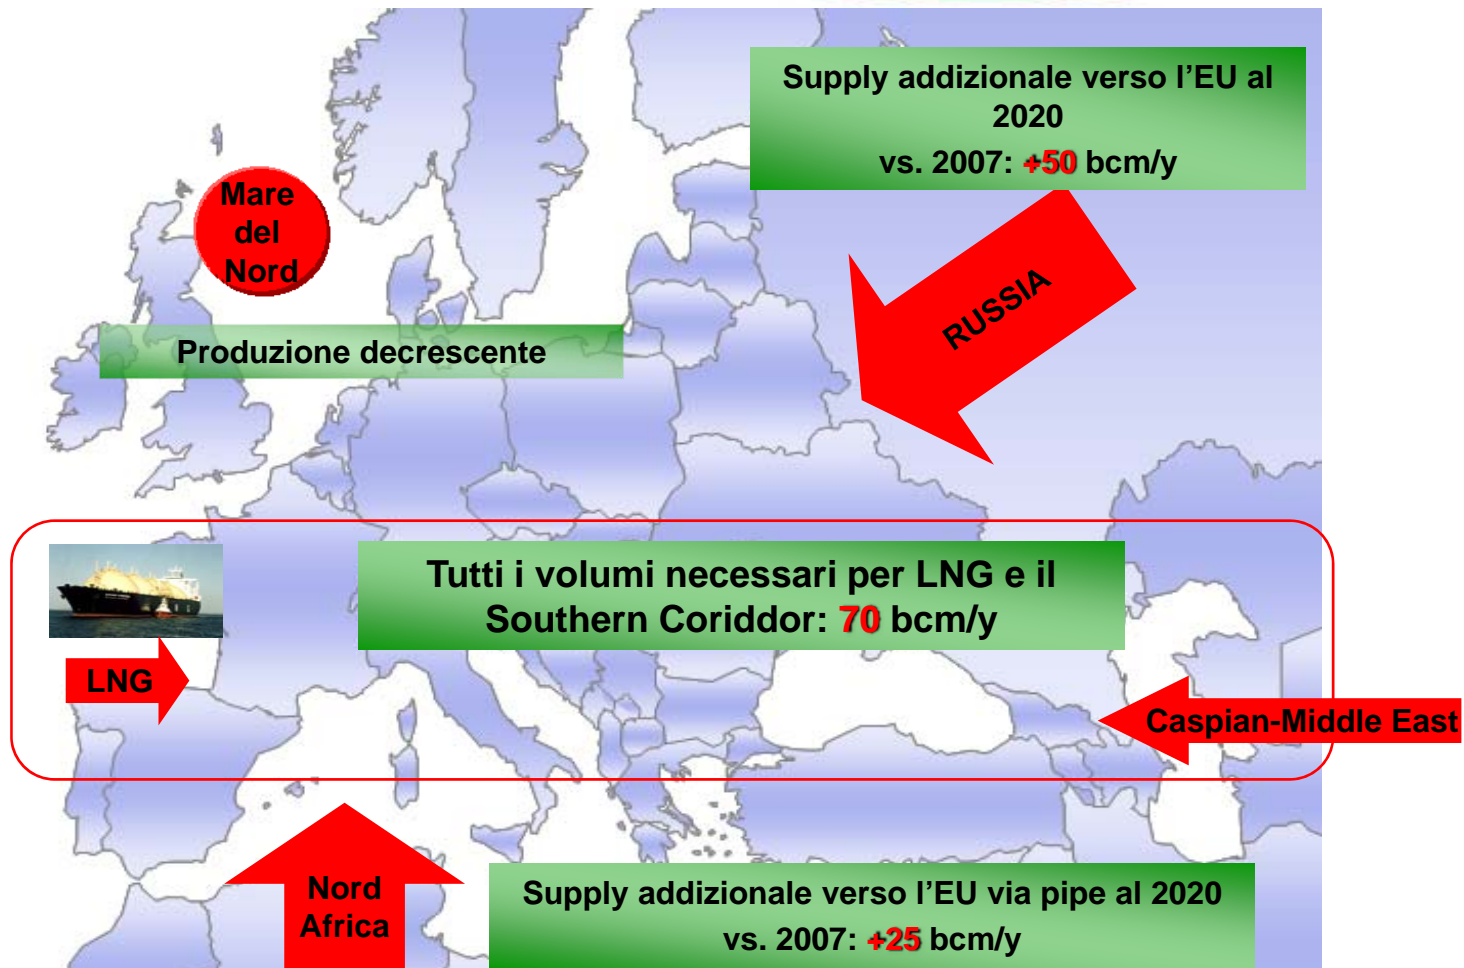 Supply addizionale verso l’EU al
2020
vs. 2007: +50 bcm/y
Mare
del
Nord
RUSSIA
Produzione decrescente
Tutti i volumi necessari per LNG e il
Southern Coriddor: 70 bcm/y
LNG
Caspian-Middle East
Nord
Africa
Supply addizionale verso l’EU via pipe al 2020
vs. 2007: +25 bcm/y